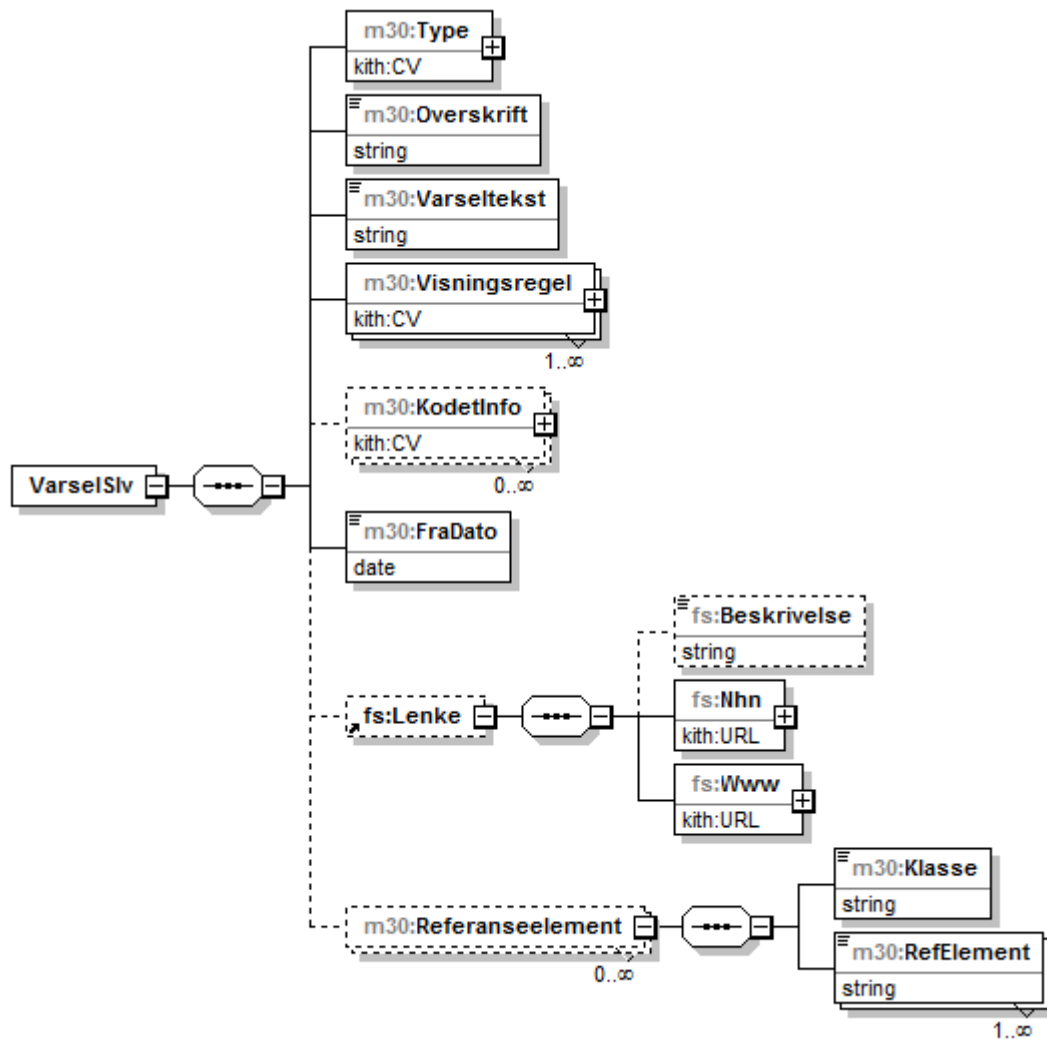 m30:Type
kith:CV
m30:Overskrift
string
m30:Varseltekst
string
m30:Visningsregel
kith:CV
1..∞
m30:KodetInfo
kith:CV
0..∞
VarselSlv
m30:FraDato
date
fs:Beskrivelse
string
fs:Lenke
fs:Nhn
kith:URL
fs:Www
kith:URL
m30:Referanseelement
0..∞
m30:Klasse
string
m30:RefElement
string
1..∞